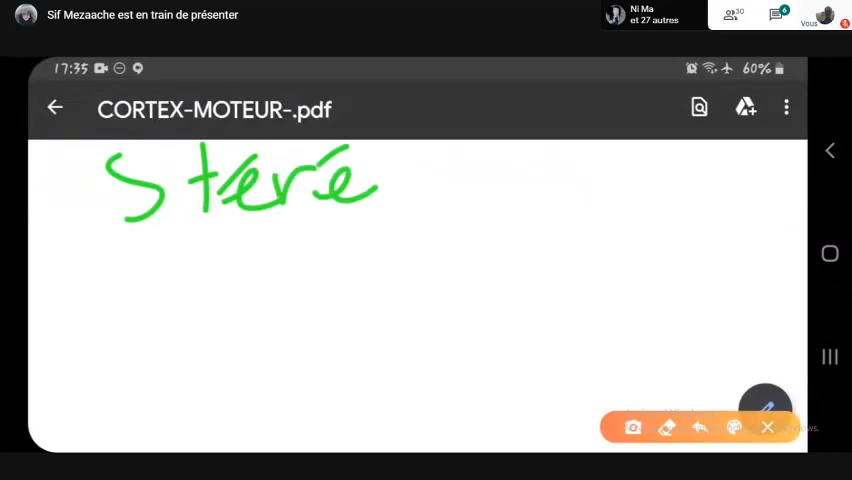 Sif Mezaache est en train de présenter
Ni Ma
et 27 autres
30
6
Vous
17:35
60%
CORTEX-MOTEUR-.pdf
stéré